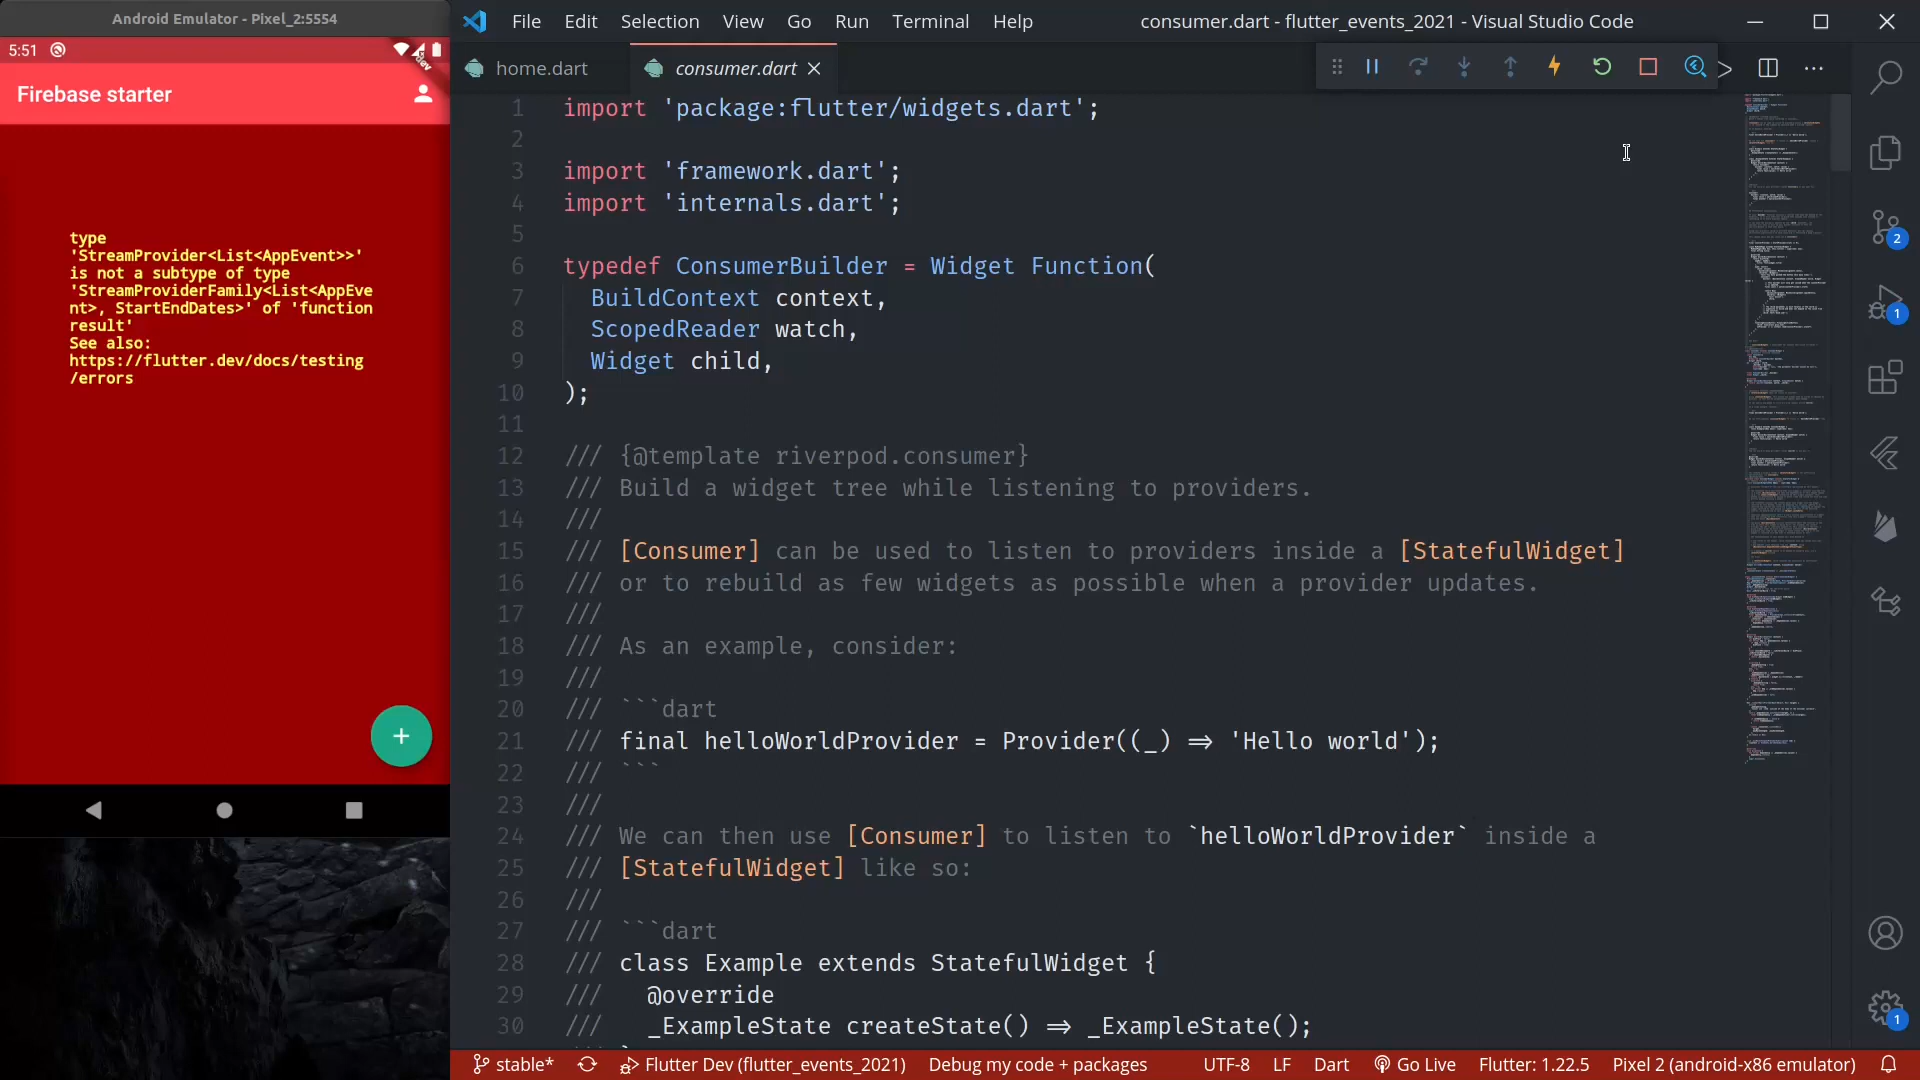 Android Emulator - Pixel_2:5554
5:51
dev
Firebase starter
type
'StreamProvider<List<AppEvent>>'
is not a subtype of type
'StreamProviderFamily<List<AppEve
nt>, StartEndDates>' of 'function
result'
See also:
https://flutter.dev/docs/testing
/errors
+
File Edit Selection View Go Run Terminal Help
consumer.dart - flutter_events_2021 - Visual Studio Code
home.dart
consumer.dart
1 import 'package:flutter/widgets.dart';
2
3 import 'framework.dart';
4 import 'internals.dart';
5
6 typedef ConsumerBuilder = Widget Function(
7 BuildContext context,
8 ScopedReader watch,
9 Widget child,
10 );
11
12 /// {@template riverpod.consumer}
13 /// Build a widget tree while listening to providers.
14 ///
15 /// [Consumer] can be used to listen to providers inside a [StatefulWidget]
16 /// or to rebuild as few widgets as possible when a provider updates.
17 ///
18 /// As an example, consider:
19 ///
20 /// ```dart
21 /// final helloWorldProvider = Provider((_) => 'Hello world');
22 /// ```
23 ///
24 /// We can then use [Consumer] to listen to `helloWorldProvider` inside a
25 /// [StatefulWidget] like so:
26 ///
27 /// ```dart
28 /// class Example extends StatefulWidget {
29 /// @override
30 /// _ExampleState createState() => _ExampleState();
2
1
1
stable* Flutter Dev (flutter_events_2021) Debug my code + packages UTF-8 LF Dart Go Live Flutter: 1.22.5 Pixel 2 (android-x86 emulator)